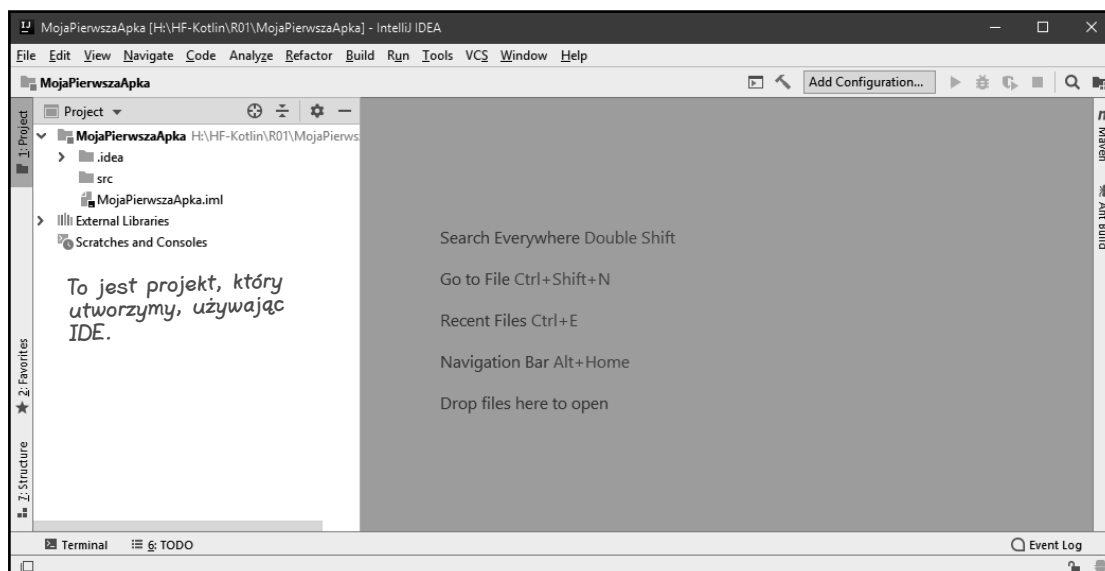 MojaPierwszaApka [H:\HF-Kotlin\R01\MojaPierwszaApka] - IntelliJ IDEA
File Edit View Navigate Code Analyze Refactor Build Run Tools VCS Window Help
MojaPierwszaApka
Add Configuration...
1: Project
Project
MojaPierwszaApka H:\HF-Kotlin\R01\MojaPierws
.idea
src
MojaPierwszaApka.iml
External Libraries
Scratches and Consoles
To jest projekt, który
utworzymy, używając
IDE.
Search Everywhere Double Shift
Go to File Ctrl+Shift+N
Recent Files Ctrl+E
Navigation Bar Alt+Home
Drop files here to open
Maven
Ant Build
2: Favorites
7: Structure
Terminal
6: TODO
Event Log